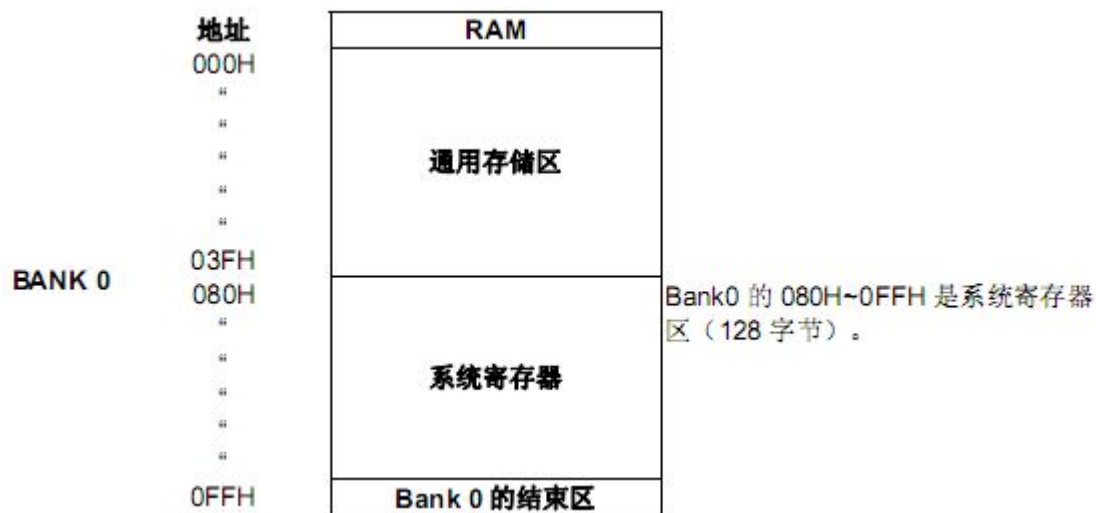 地址 RAM
000H
“
“
“
通用存储区
“
“
03FH
BANK 0
080H
Bank0 的 080H~0FFH 是系统寄存器
区（128 字节）。
“
“
系统寄存器
“
“
“
0FFH Bank 0 的结束区